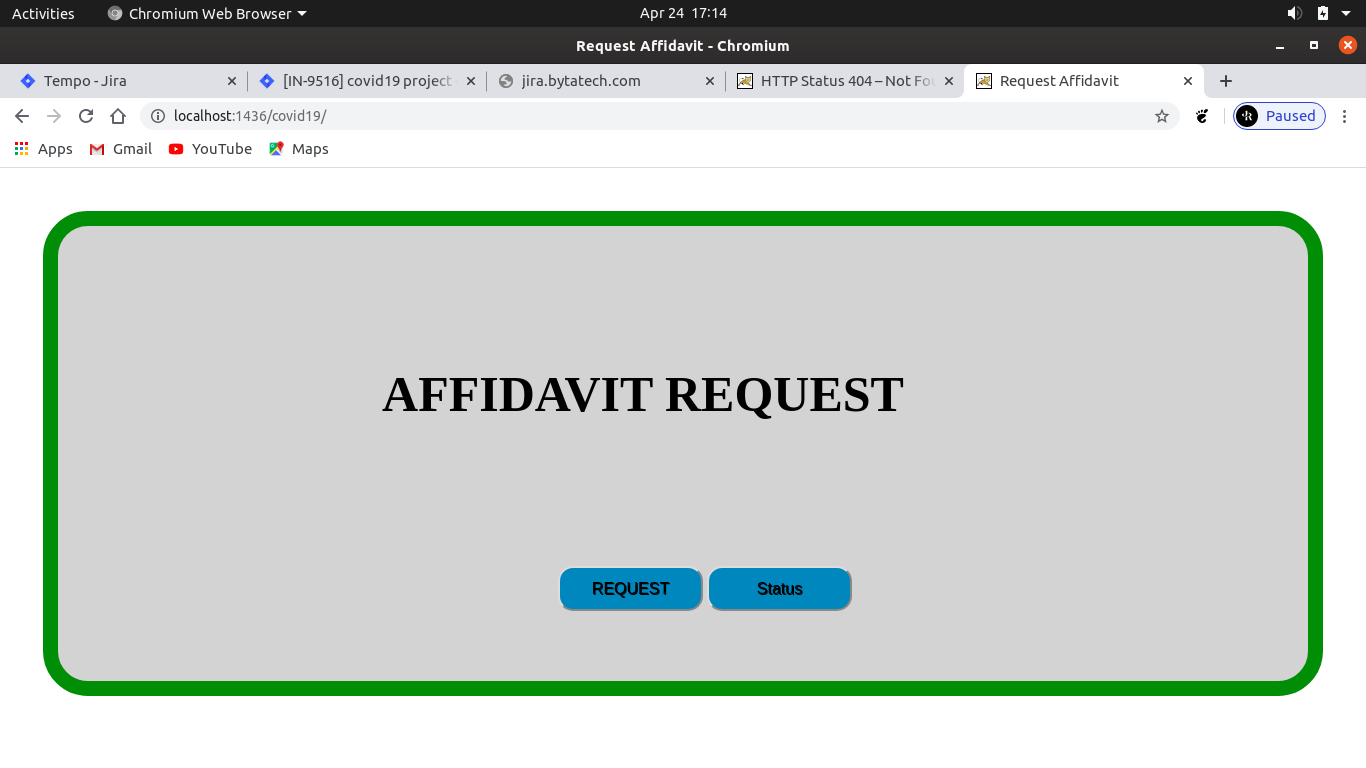 Activities Chromium Web Browser Apr 24 17:14
Request Affidavit - Chromium
Tempo - Jira [IN-9516] covid19 project jira.bytatech.com HTTP Status 404 – Not Fou Request Affidavit
localhost:1436/covid19/ Paused
Apps Gmail YouTube Maps
AFFIDAVIT REQUEST
REQUEST Status